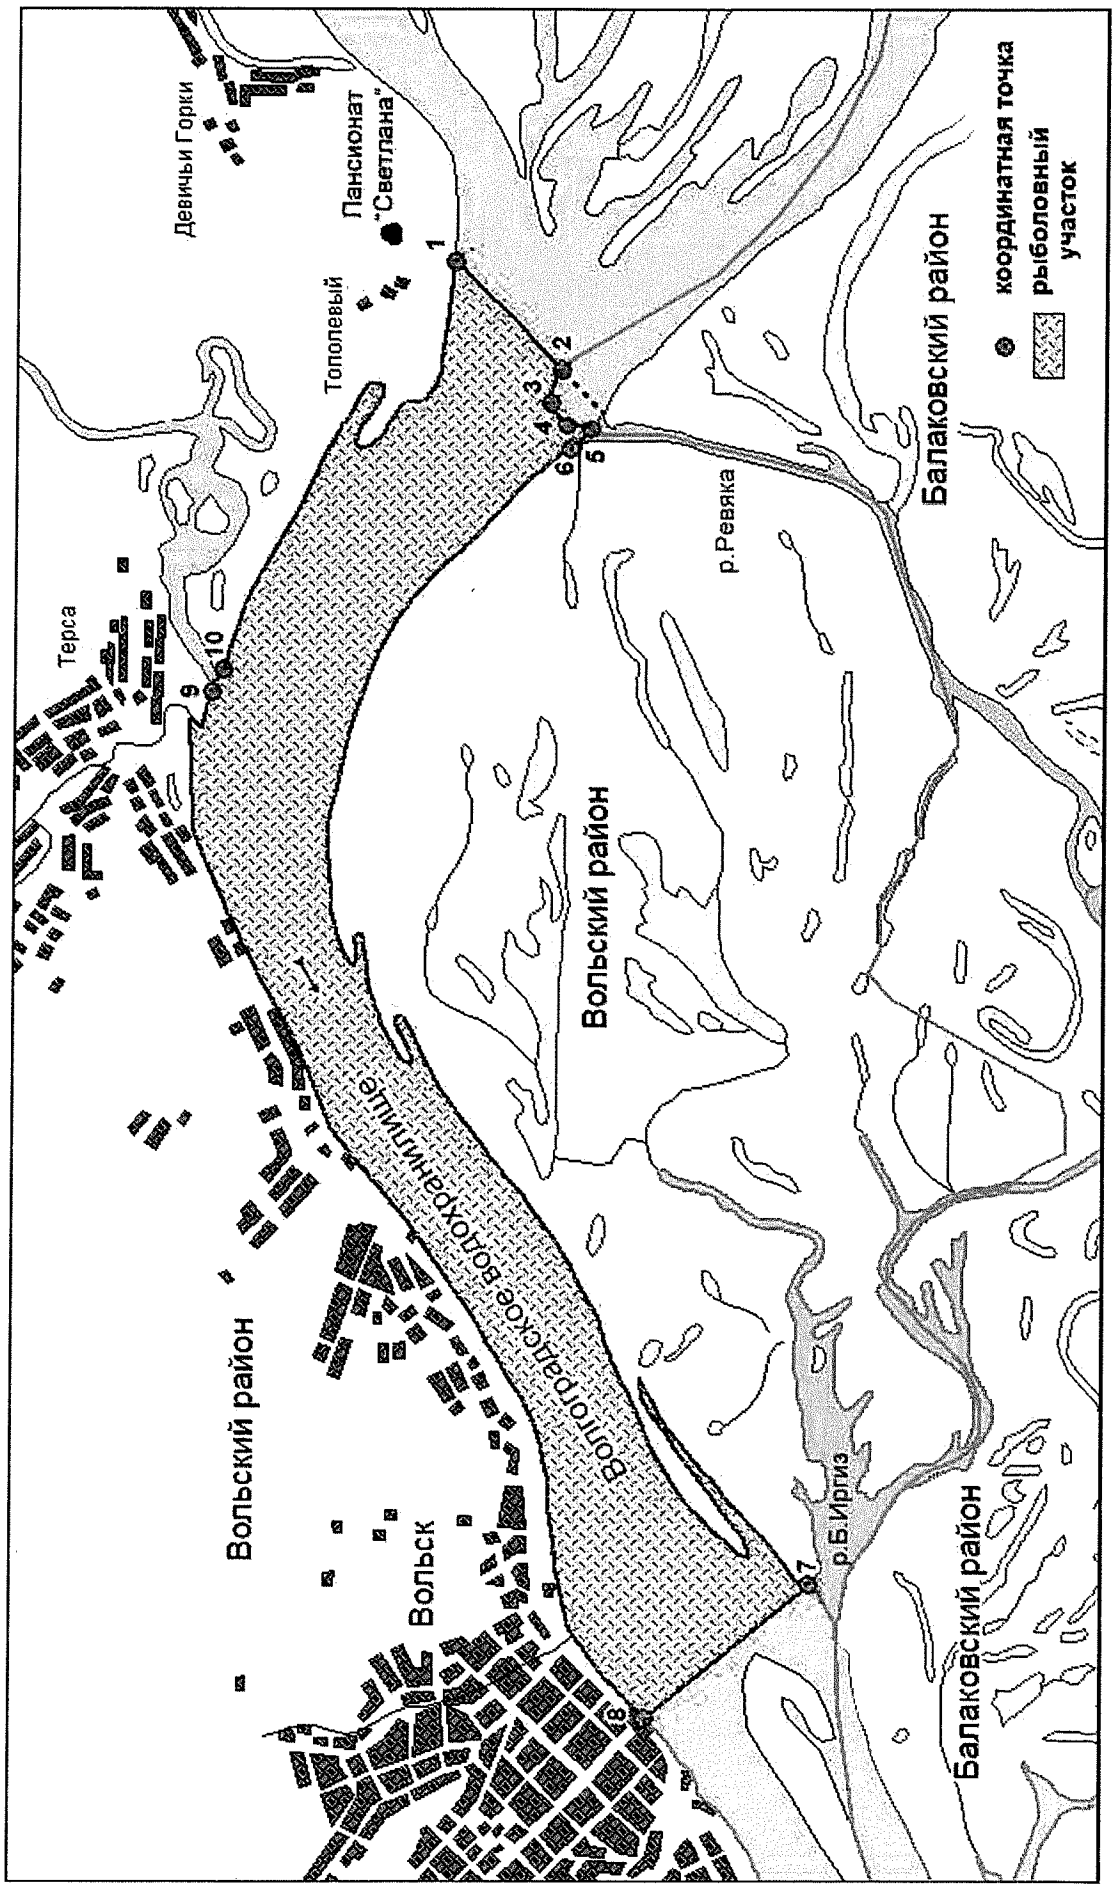 Девичьи Горки
Пансионат
"Светлана"
Тополевый
Терса
1
2
3
4
5
6
10
9
р.Ревяка
Балаковский район
координатная точка
рыболовный
участок
Вольский район
Волгоградское водохранилище
Вольский район
Вольск
8
7
р.Б.Иргиз
Балаковский район